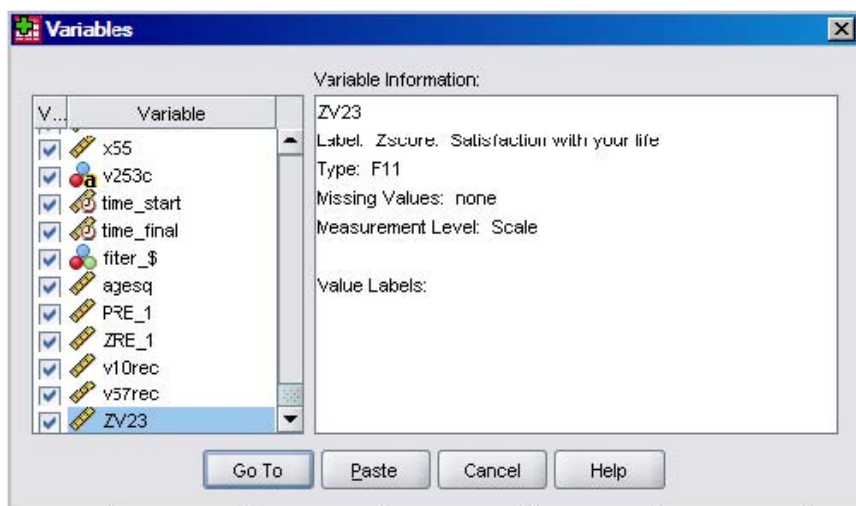 Variables
Variable Information:
V... Variable
x55
v253c
time_start
time_final
fiter_$
agesq
PRE_1
ZRE_1
v10rec
v57rec
ZV23
ZV23
Label: Zscore: Satisfaction with your life
Type: F11
Missing Values: none
Measurement Level: Scale
Value Labels:
Go To
Paste
Cancel
Help